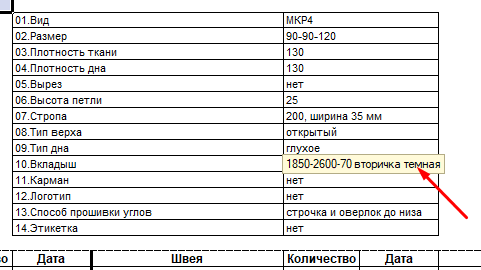 01.Вид МКР4
02.Размер 90-90-120
03.Плотность ткани 130
04.Плотность дна 130
05.Вырез нет
06.Высота петли 25
07.Стропа 200, ширина 35 мм
08.Тип верха открытый
09.Тип дна глухое
10.Вкладыш 1850-2600-70 вторичка темная
11.Карман нет
12.Логотип нет
13.Способ прошивки углов строчка и оверлок до низа
14.Этикетка нет
во Дата Швея Количество Дата